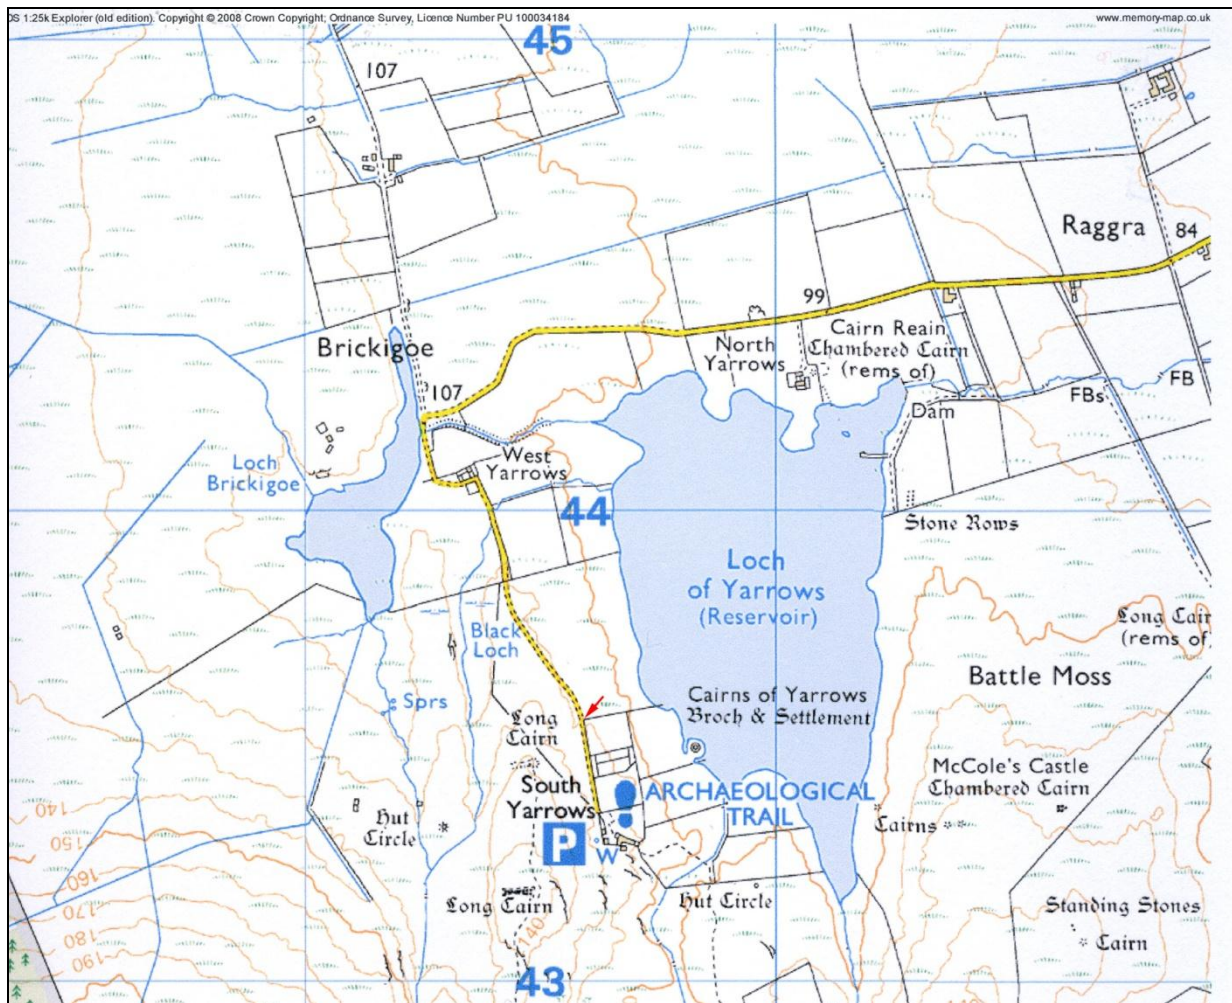 OS 1:25k Explorer (old edition). Copyright © 2008 Crown Copyright; Ordnance Survey, Licence Number PU 100034184
www.memory-map.co.uk
45
107
Raggra
84
99
Cairn Reain
Chambered Cairn
(rems of)
North
Yarrows
Brickigoe
107
FB
FBs
Dam
West
Yarrows
Loch
Brickigoe
44
Stone Rows
Loch
of Yarrows
(Reservoir)
Long Cair
(rems of
Black
Loch
Battle Moss
Sprs
Cairns of Yarrows
Broch & Settlement
Long
Cairn
McCole's Castle
Chambered Cairn
South
Yarrows
ARCHAEOLOGICAL
TRAIL
140
150
160
170
180
190
Hut
Circle
Cairns
P
W
Long Cairn
Hut Circle
Standing Stones
Cairn
140
43